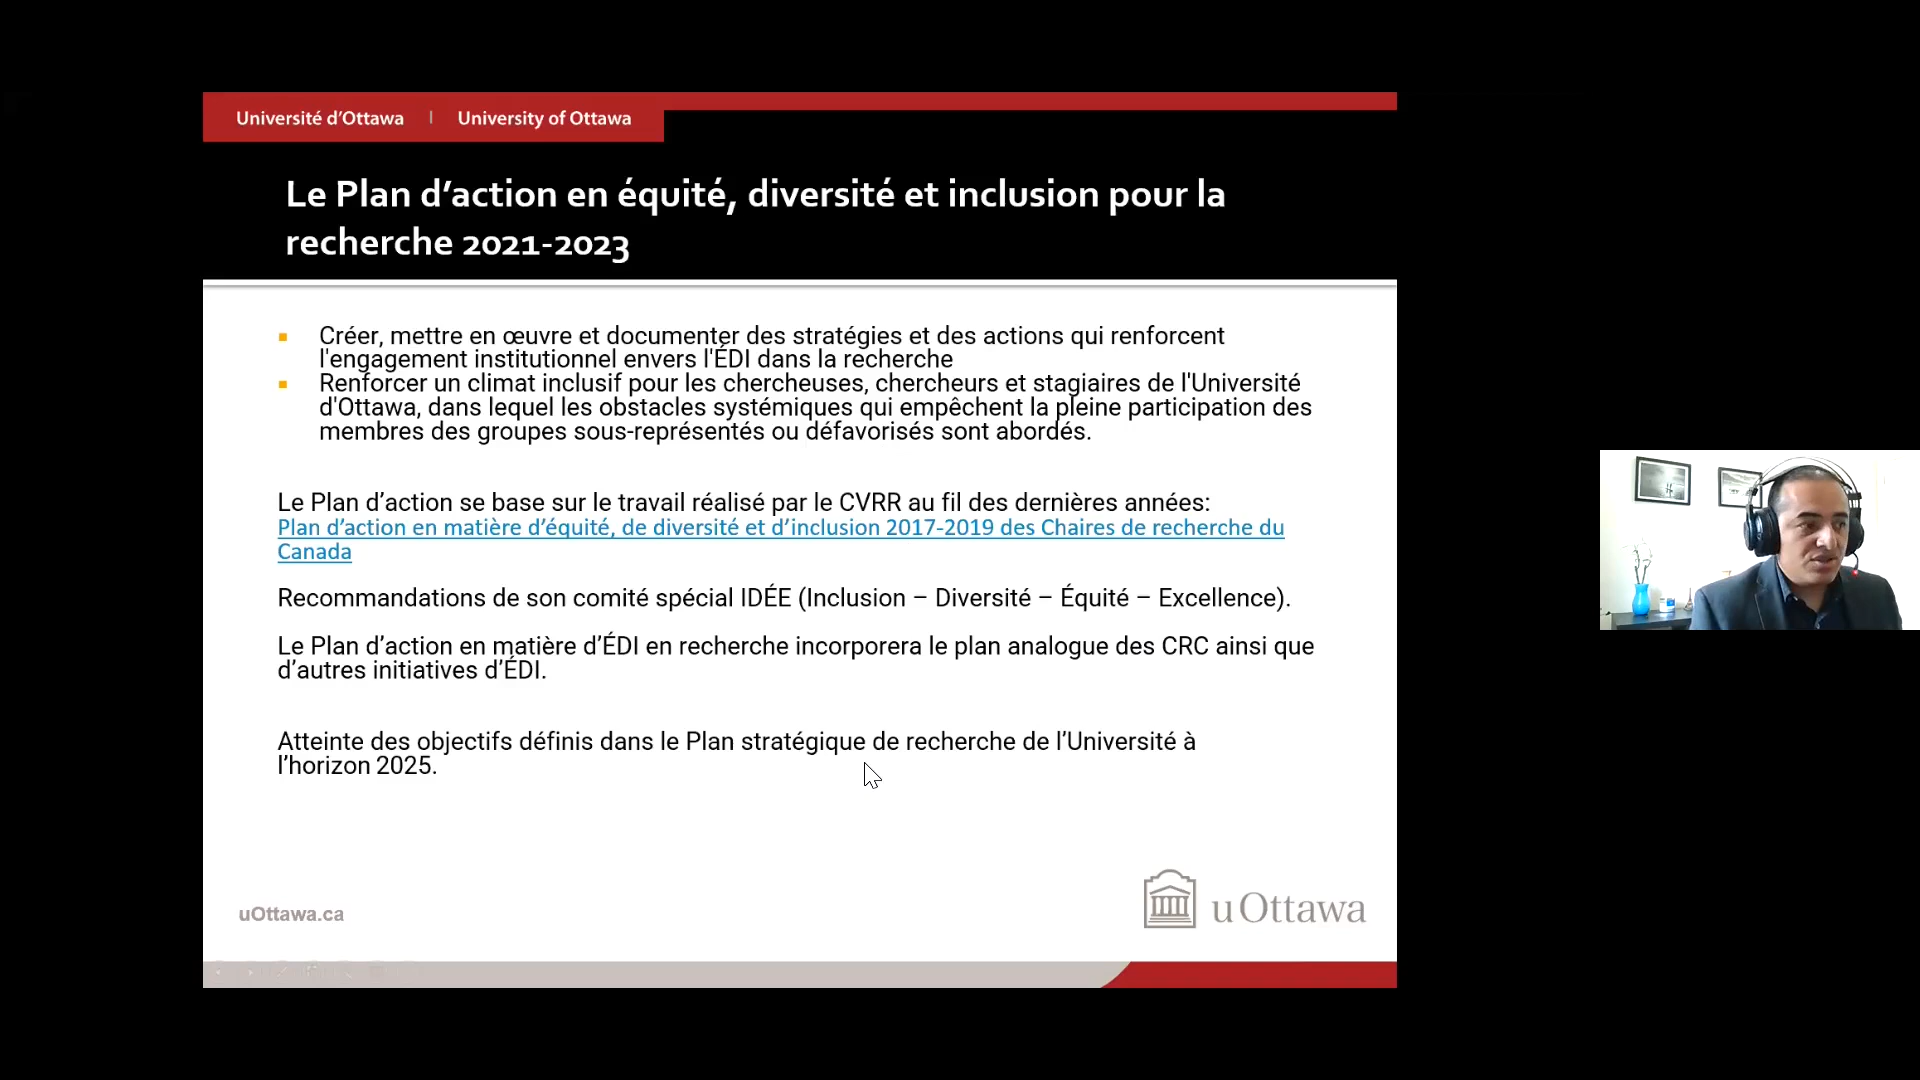 Université d'Ottawa | University of Ottawa
Le Plan d’action en équité, diversité et inclusion pour la
recherche 2021-2023
Créer, mettre en œuvre et documenter des stratégies et des actions qui renforcent
l'engagement institutionnel envers l'ÉDI dans la recherche
Renforcer un climat inclusif pour les chercheuses, chercheurs et stagiaires de l'Université
d'Ottawa, dans lequel les obstacles systémiques qui empêchent la pleine participation des
membres des groupes sous-représentés ou défavorisés sont abordés.
Le Plan d’action se base sur le travail réalisé par le CVRR au fil des dernières années:
Plan d’action en matière d’équité, de diversité et d’inclusion 2017-2019 des Chaires de recherche du
Canada
Recommandations de son comité spécial IDÉE (Inclusion – Diversité – Équité – Excellence).
Le Plan d’action en matière d’ÉDI en recherche incorporera le plan analogue des CRC ainsi que
d’autres initiatives d’ÉDI.
Atteinte des objectifs définis dans le Plan stratégique de recherche de l’Université à
l’horizon 2025.
uOttawa.ca
uOttawa